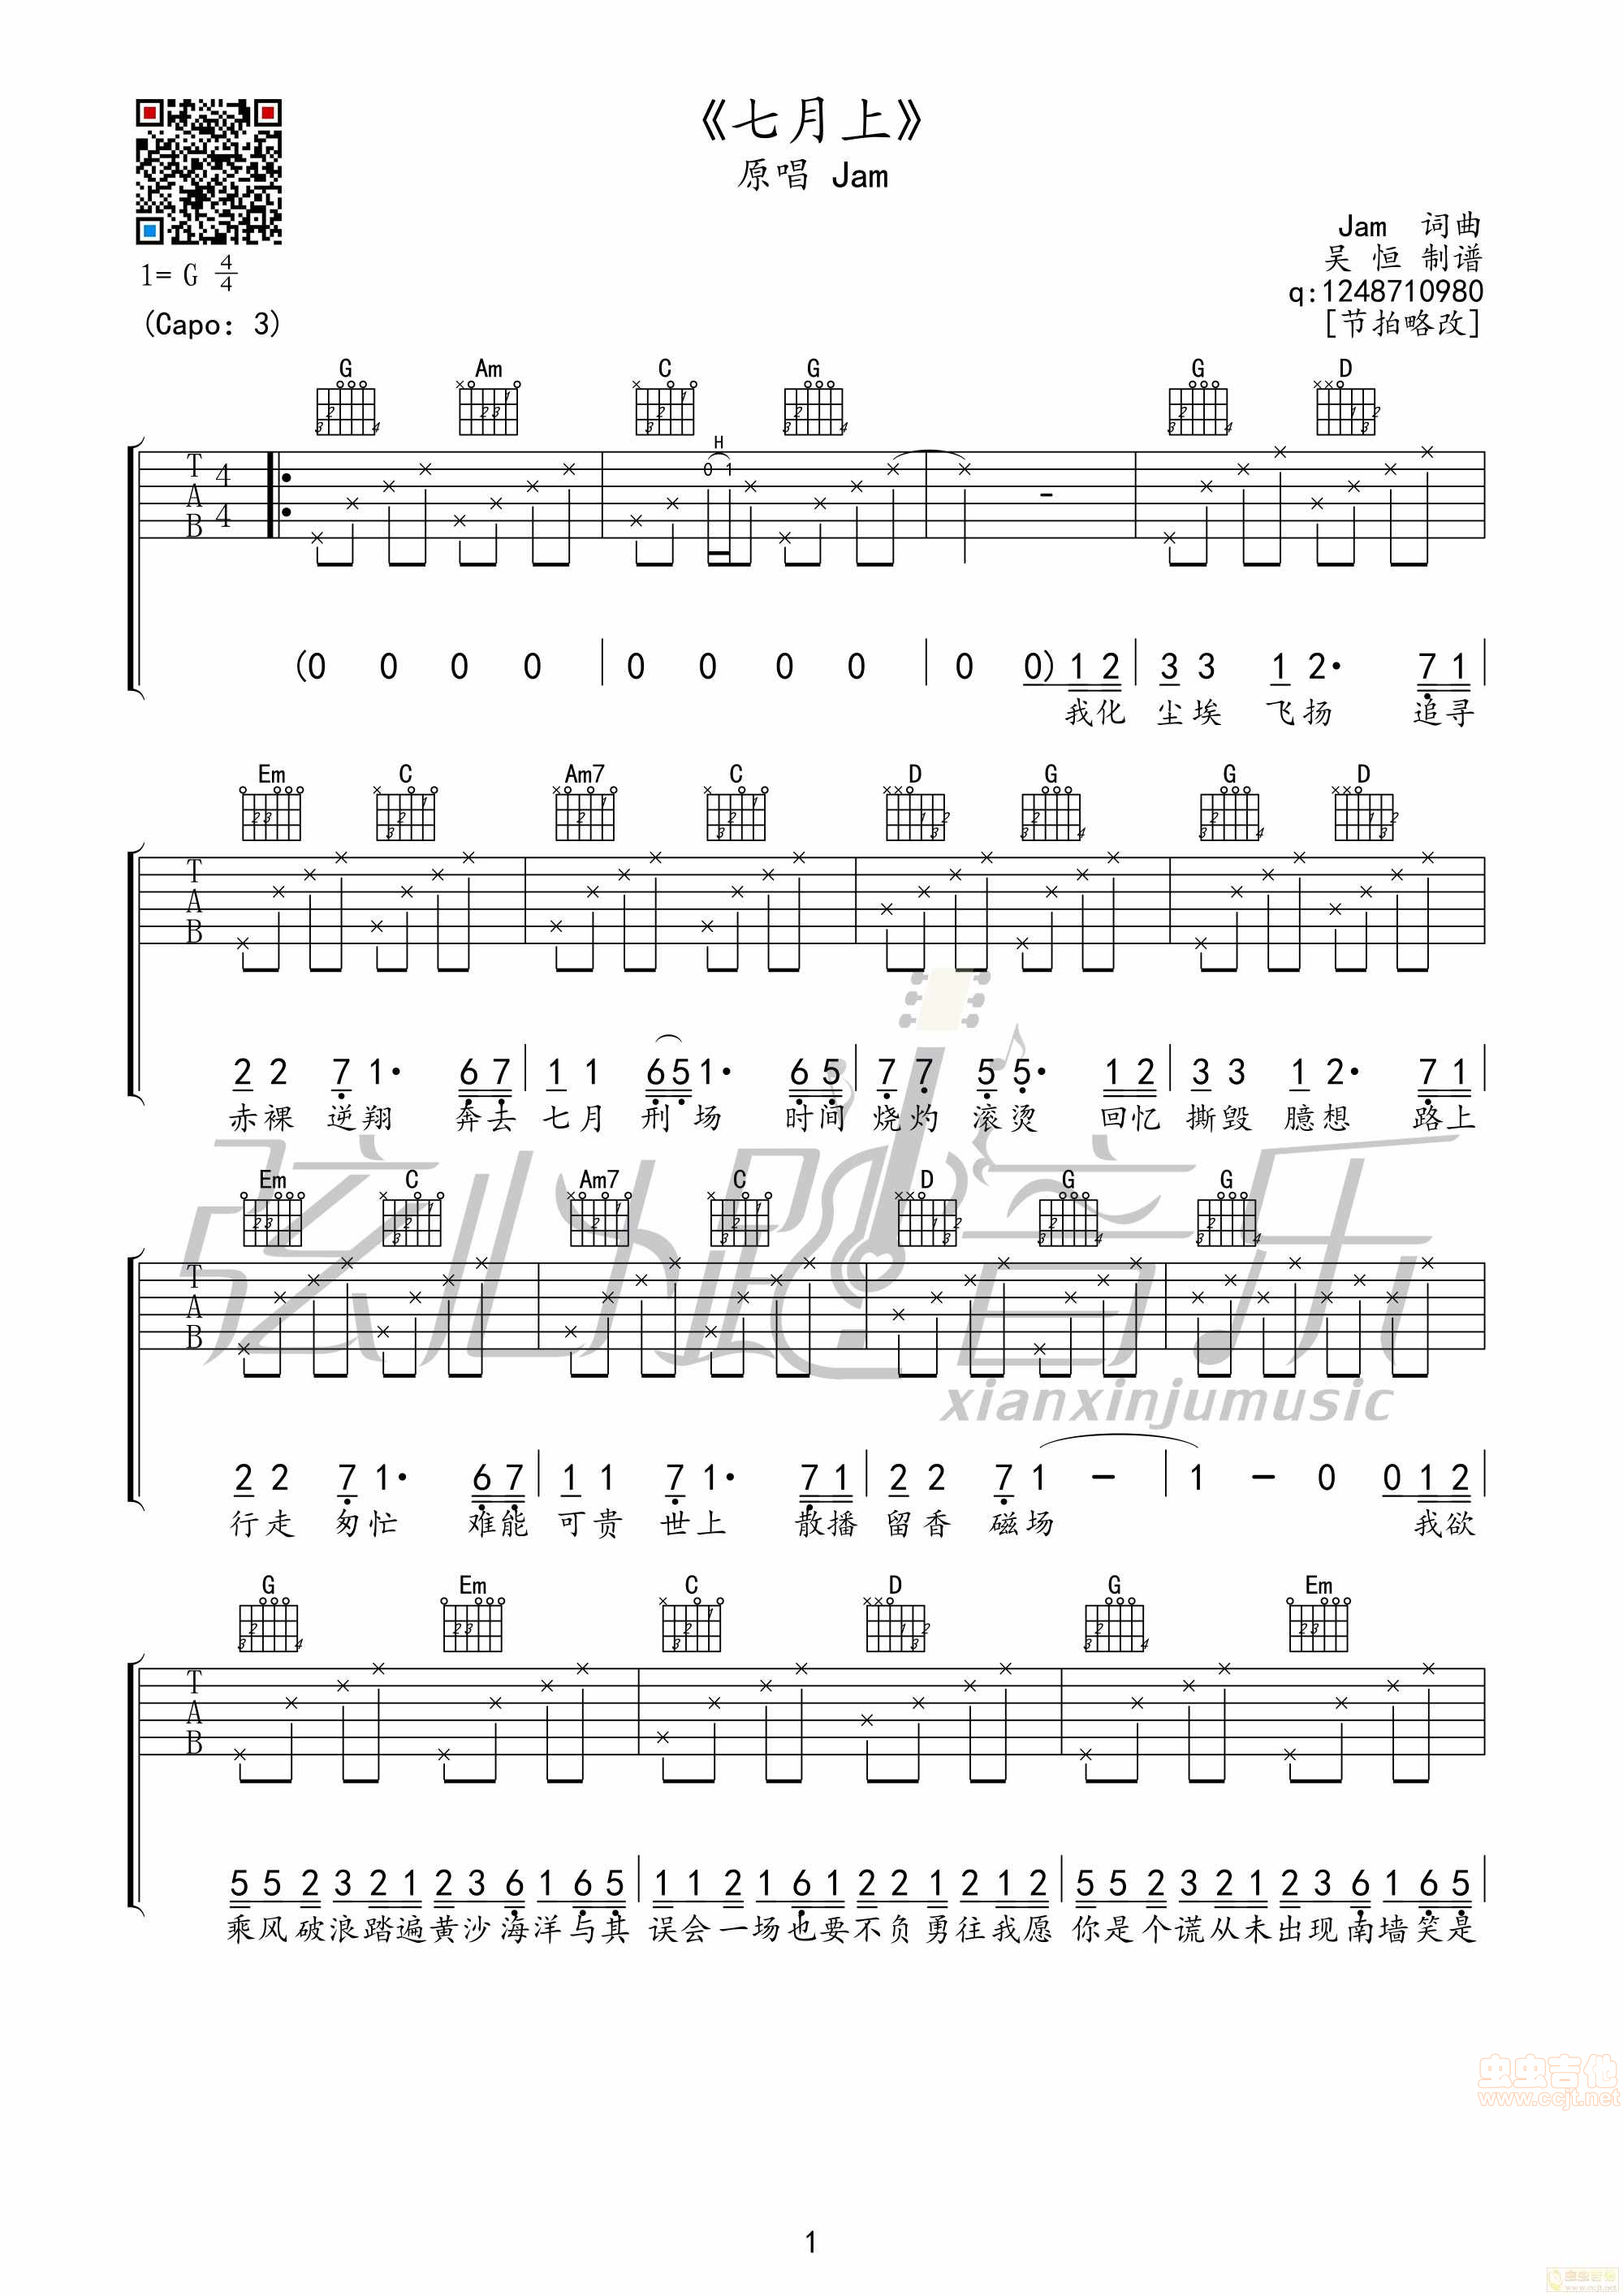 《七月上》
原唱 Jam
Jam 词曲
吴 恒 制谱
q:1248710980
[节拍略改]
1= G 4/4
(Capo: 3)
G Am C G G D
H
T A B 4/4
0 1
(0 0 0 0 | 0 0 0 0 | 0 0) 1 2 | 3 3 1 2· 7 1 |
我化 尘埃 飞扬 追寻
Em C Am7 C D G G D
T A B
2 2 7 1· 6 7 | 1 1 6 5 1· 6 5 | 7 7 5 5· 1 2 | 3 3 1 2· 7 1 |
赤裸 逆翔 奔去 七月 刑场 时间 烧灼 滚烫 回忆 撕毁 臆想 路上
Em C Am7 C D G G
T A B
弦心距音乐
xianxinjumusic
2 2 7 1· 6 7 | 1 1 7 1· 7 1 | 2 2 7 1 - | 1 - 0 0 1 2 |
行走 匆忙 难能 可贵 世上 散播 留香 磁场 我欲
G Em C D G Em
T A B
5 5 2 3 2 1 2 3 6 1 6 5 | 1 1 2 1 6 1 2 2 1 2 1 2 | 5 5 2 3 2 1 2 3 6 1 6 5 |
乘风破浪踏遍黄沙海洋与其 误会一场也要不负勇往我愿 你是个谎从未出现南墙笑是
虫虫吉他
www.ccjt.net
1
虫虫吉他